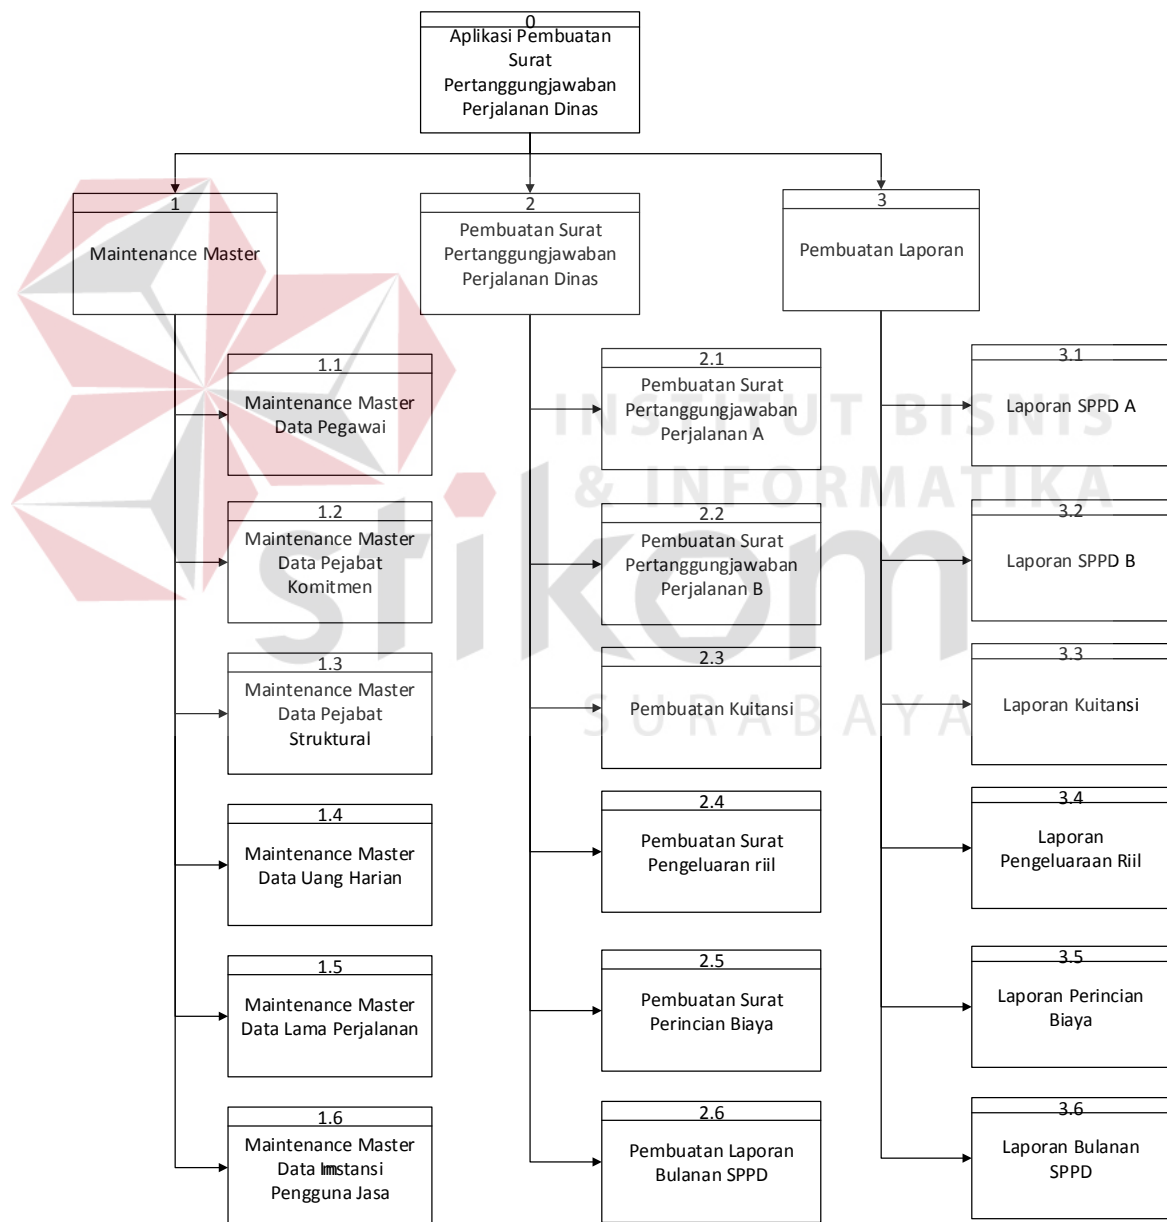 0
Aplikasi Pembuatan
Surat
Pertanggungjawaban
Perjalanan Dinas
1
Maintenance Master
2
Pembuatan Surat
Pertanggungjawaban
Perjalanan Dinas
3
Pembuatan Laporan
1.1
Maintenance Master
Data Pegawai
1.2
Maintenance Master
Data Pejabat
Komitmen
1.3
Maintenance Master
Data Pejabat
Struktural
1.4
Maintenance Master
Data Uang Harian
1.5
Maintenance Master
Data Lama Perjalanan
1.6
Maintenance Master
Data Imstansi
Pengguna Jasa
2.1
Pembuatan Surat
Pertanggungjawaban
Perjalanan A
2.2
Pembuatan Surat
Pertanggungjawaban
Perjalanan B
2.3
Pembuatan Kuitansi
2.4
Pembuatan Surat
Pengeluaran riil
2.5
Pembuatan Surat
Perincian Biaya
2.6
Pembuatan Laporan
Bulanan SPPD
3.1
Laporan SPPD A
3.2
Laporan SPPD B
3.3
Laporan Kuitansi
3.4
Laporan
Pengeluaraan Riil
3.5
Laporan Perincian
Biaya
3.6
Laporan Bulanan
SPPD
INSTITUT BISNIS
& INFORMATIKA
stikom
SURABAYA